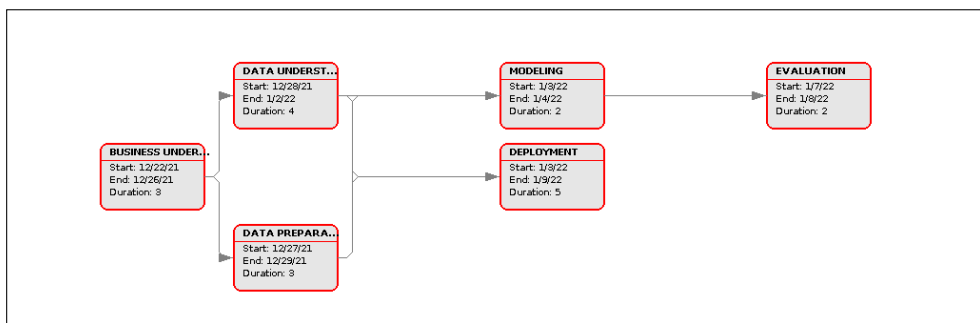 DATA UNDERST...
Start: 12/28/21
End: 1/2/22
Duration: 4
MODELING
Start: 1/3/22
End: 1/4/22
Duration: 2
EVALUATION
Start: 1/7/22
End: 1/8/22
Duration: 2
BUSINESS UNDER...
Start: 12/22/21
End: 12/26/21
Duration: 3
DEPLOYMENT
Start: 1/3/22
End: 1/9/22
Duration: 5
DATA PREPARA...
Start: 12/27/21
End: 12/29/21
Duration: 3